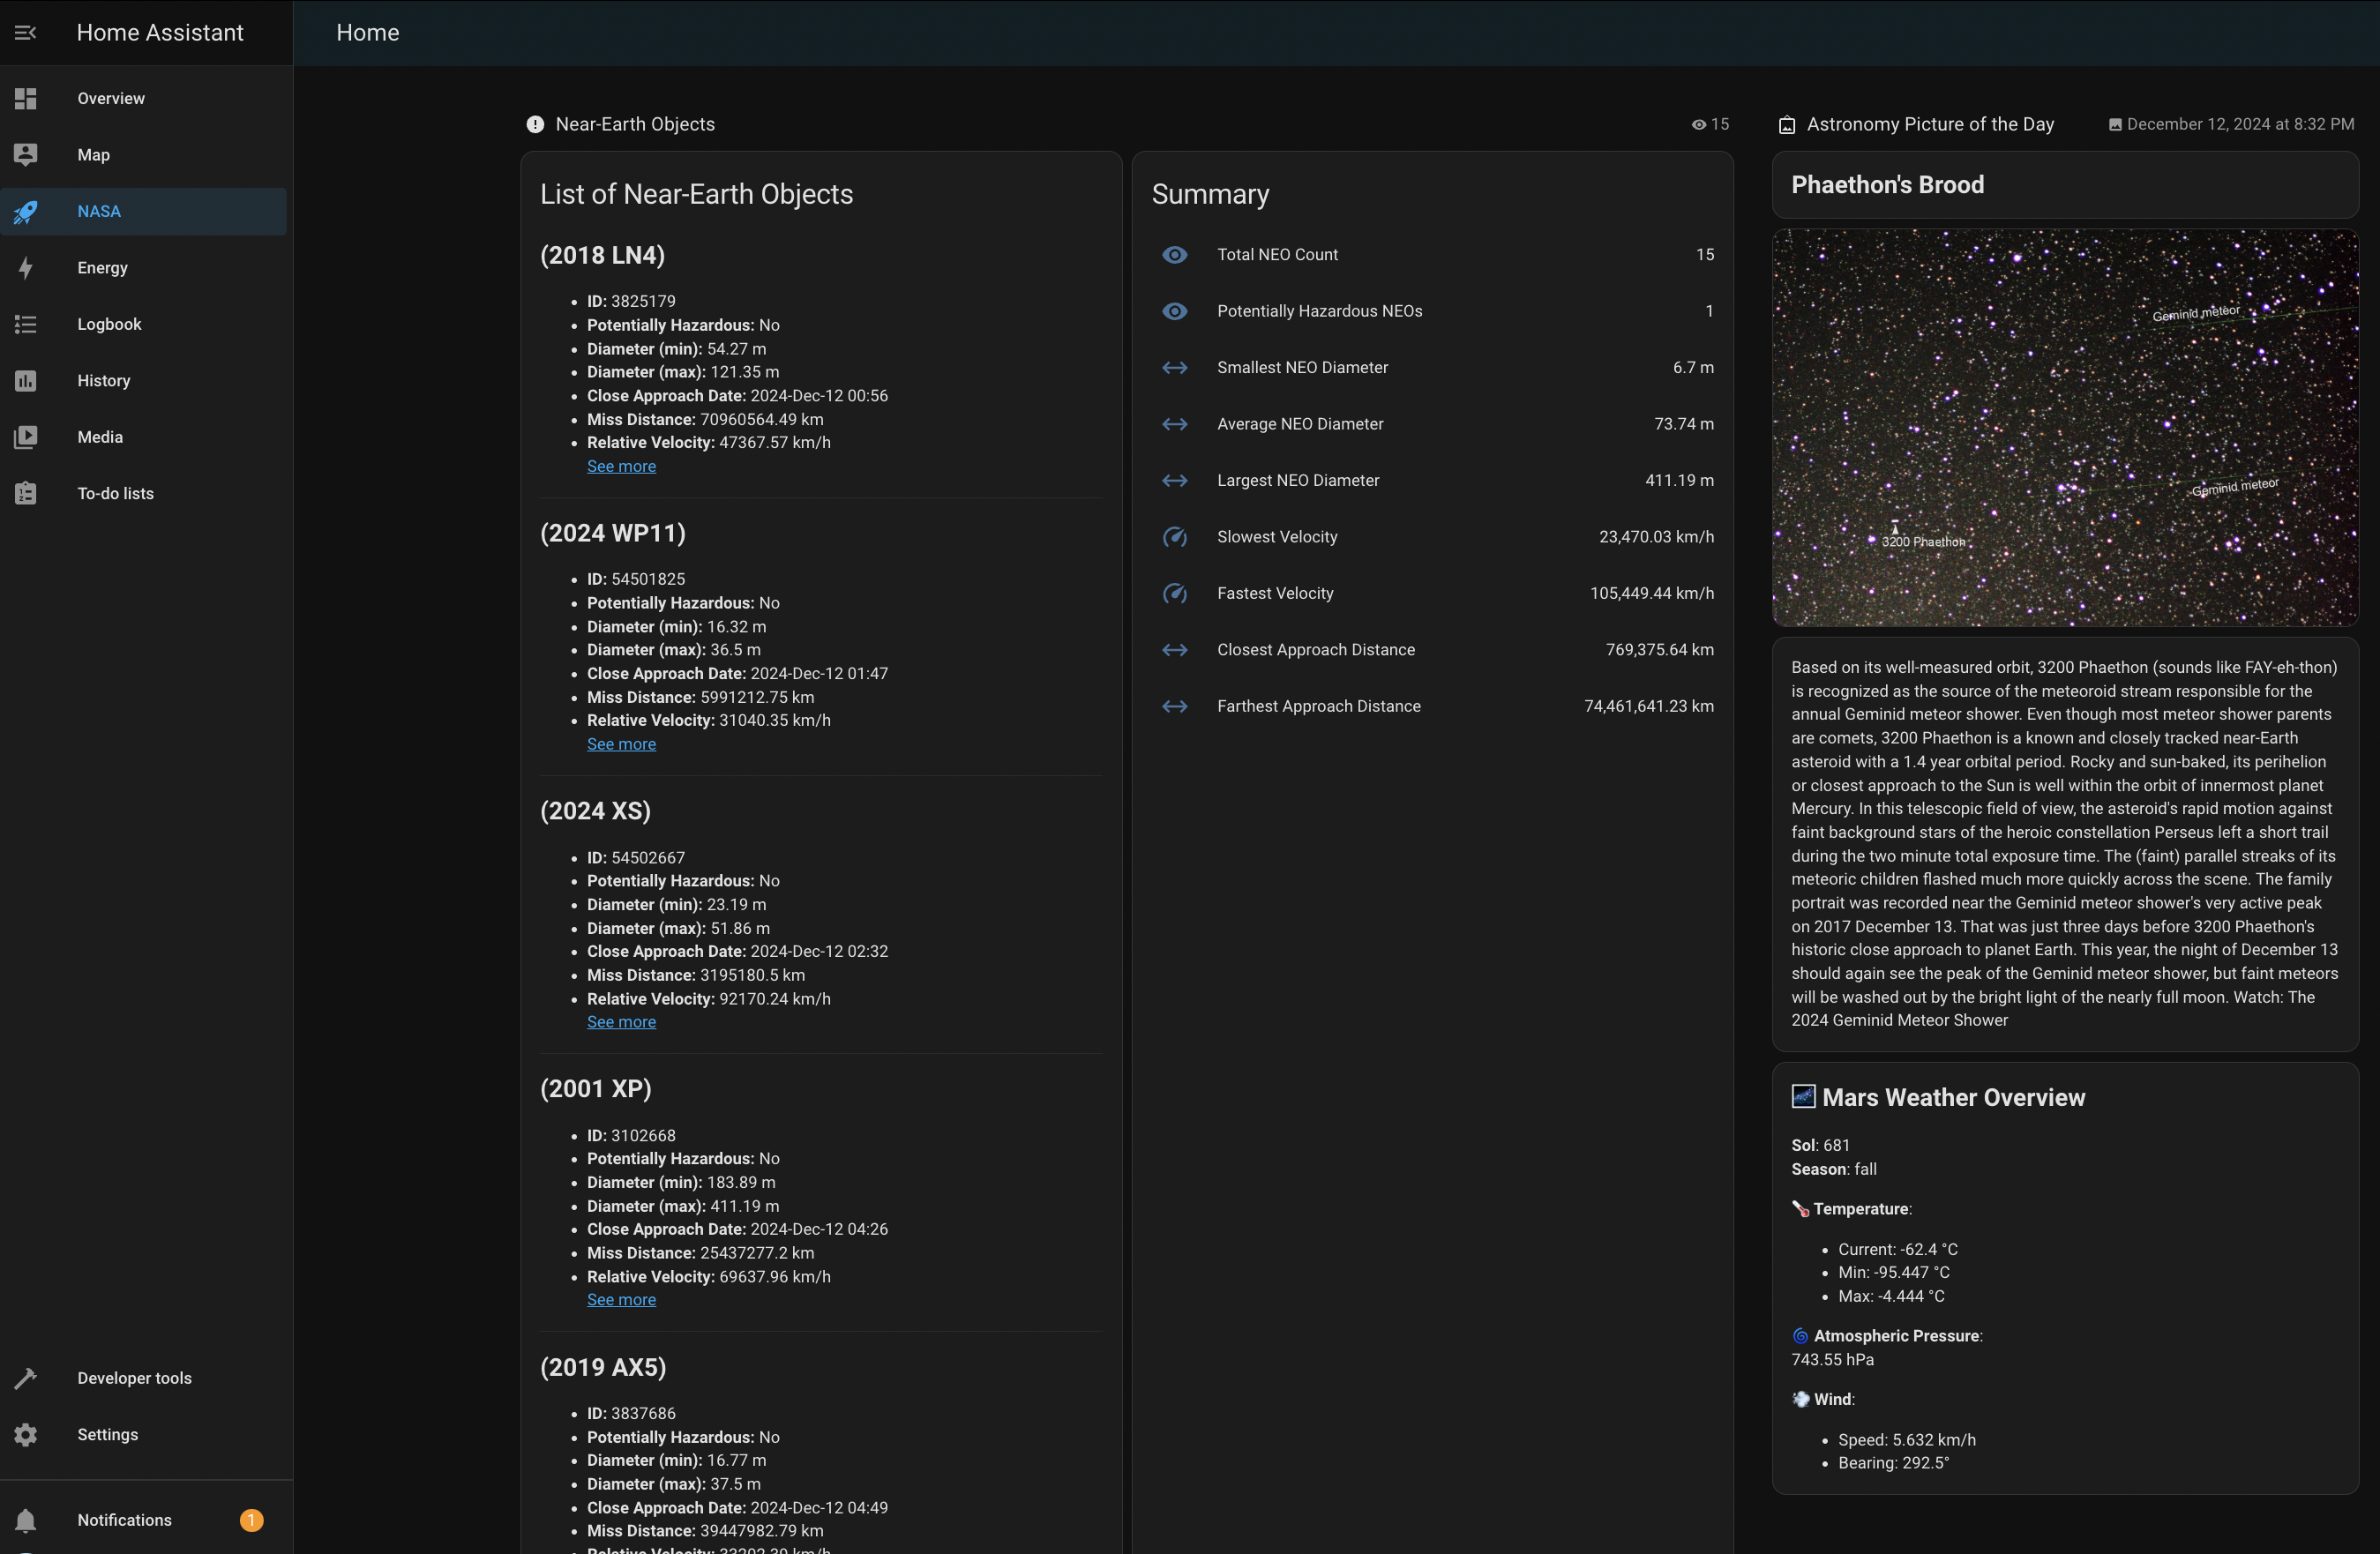 Home Assistant
Overview
Map
NASA
Energy
Logbook
History
Media
To-do lists
Developer tools
Settings
Notifications
1
Home
Near-Earth Objects
15
List of Near-Earth Objects
(2018 LN4)
ID: 3825179
Potentially Hazardous: No
Diameter (min): 54.27 m
Diameter (max): 121.35 m
Close Approach Date: 2024-Dec-12 00:56
Miss Distance: 70960564.49 km
Relative Velocity: 47367.57 km/h
See more
(2024 WP11)
ID: 54501825
Potentially Hazardous: No
Diameter (min): 16.32 m
Diameter (max): 36.5 m
Close Approach Date: 2024-Dec-12 01:47
Miss Distance: 5991212.75 km
Relative Velocity: 31040.35 km/h
See more
(2024 XS)
ID: 54502667
Potentially Hazardous: No
Diameter (min): 23.19 m
Diameter (max): 51.86 m
Close Approach Date: 2024-Dec-12 02:32
Miss Distance: 3195180.5 km
Relative Velocity: 92170.24 km/h
See more
(2001 XP)
ID: 3102668
Potentially Hazardous: No
Diameter (min): 183.89 m
Diameter (max): 411.19 m
Close Approach Date: 2024-Dec-12 04:26
Miss Distance: 25437277.2 km
Relative Velocity: 69637.96 km/h
See more
(2019 AX5)
ID: 3837686
Potentially Hazardous: No
Diameter (min): 16.77 m
Diameter (max): 37.5 m
Close Approach Date: 2024-Dec-12 04:49
Miss Distance: 39447982.79 km
Relative Velocity: 33202.39 km/h
Summary
Total NEO Count 15
Potentially Hazardous NEOs 1
Smallest NEO Diameter 6.7 m
Average NEO Diameter 73.74 m
Largest NEO Diameter 411.19 m
Slowest Velocity 23,470.03 km/h
Fastest Velocity 105,449.44 km/h
Closest Approach Distance 769,375.64 km
Farthest Approach Distance 74,461,641.23 km
Astronomy Picture of the Day
December 12, 2024 at 8:32 PM
Phaethon's Brood
Geminid meteor
Geminid meteor
3200 Phaethon
Based on its well-measured orbit, 3200 Phaethon (sounds like FAY-eh-thon)
is recognized as the source of the meteoroid stream responsible for the
annual Geminid meteor shower. Even though most meteor shower parents
are comets, 3200 Phaethon is a known and closely tracked near-Earth
asteroid with a 1.4 year orbital period. Rocky and sun-baked, its perihelion
or closest approach to the Sun is well within the orbit of innermost planet
Mercury. In this telescopic field of view, the asteroid's rapid motion against
faint background stars of the heroic constellation Perseus left a short trail
during the two minute total exposure time. The (faint) parallel streaks of its
meteoric children flashed much more quickly across the scene. The family
portrait was recorded near the Geminid meteor shower's very active peak
on 2017 December 13. That was just three days before 3200 Phaethon's
historic close approach to planet Earth. This year, the night of December 13
should again see the peak of the Geminid meteor shower, but faint meteors
will be washed out by the bright light of the nearly full moon. Watch: The
2024 Geminid Meteor Shower
Mars Weather Overview
Sol: 681
Season: fall
Temperature:
Current: -62.4 °C
Min: -95.447 °C
Max: -4.444 °C
Atmospheric Pressure:
743.55 hPa
Wind:
Speed: 5.632 km/h
Bearing: 292.5°